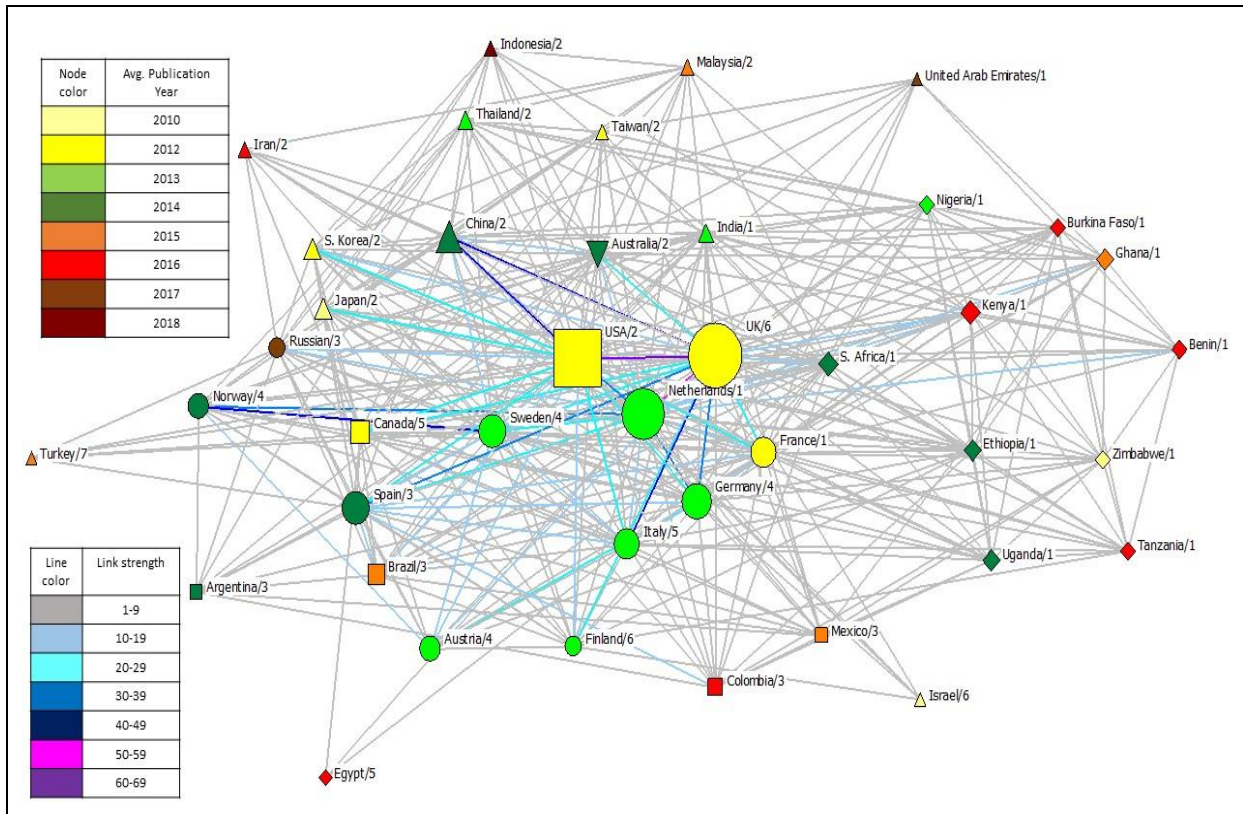 Node color	Avg. Publication Year
2010
2012
2013
2014
2015
2016
2017
2018
Indonesia/2
Malaysia/2
United Arab Emirates/1
Thailand/2
Taiwan/2
Iran/2
Nigeria/1
Burkina Faso/1
China/2
India/1
S. Korea/2
Australia/2
Ghana/1
Japan/2
Kenya/1
USA/2
UK/6
Russian/3
Benin/1
S. Africa/1
Netherlands/1
Norway/4
Sweden/4
Canada/5
France/1
Ethiopia/1
Zimbabwe/1
Turkey/7
Germany/4
Spain/3
Italy/5
Tanzania/1
Uganda/1
Brazil/3
Argentina/3
Mexico/3
Austria/4
Finland/6
Colombia/3
Israel/6
Egypt/5
Line color	Link strength
1-9
10-19
20-29
30-39
40-49
50-59
60-69